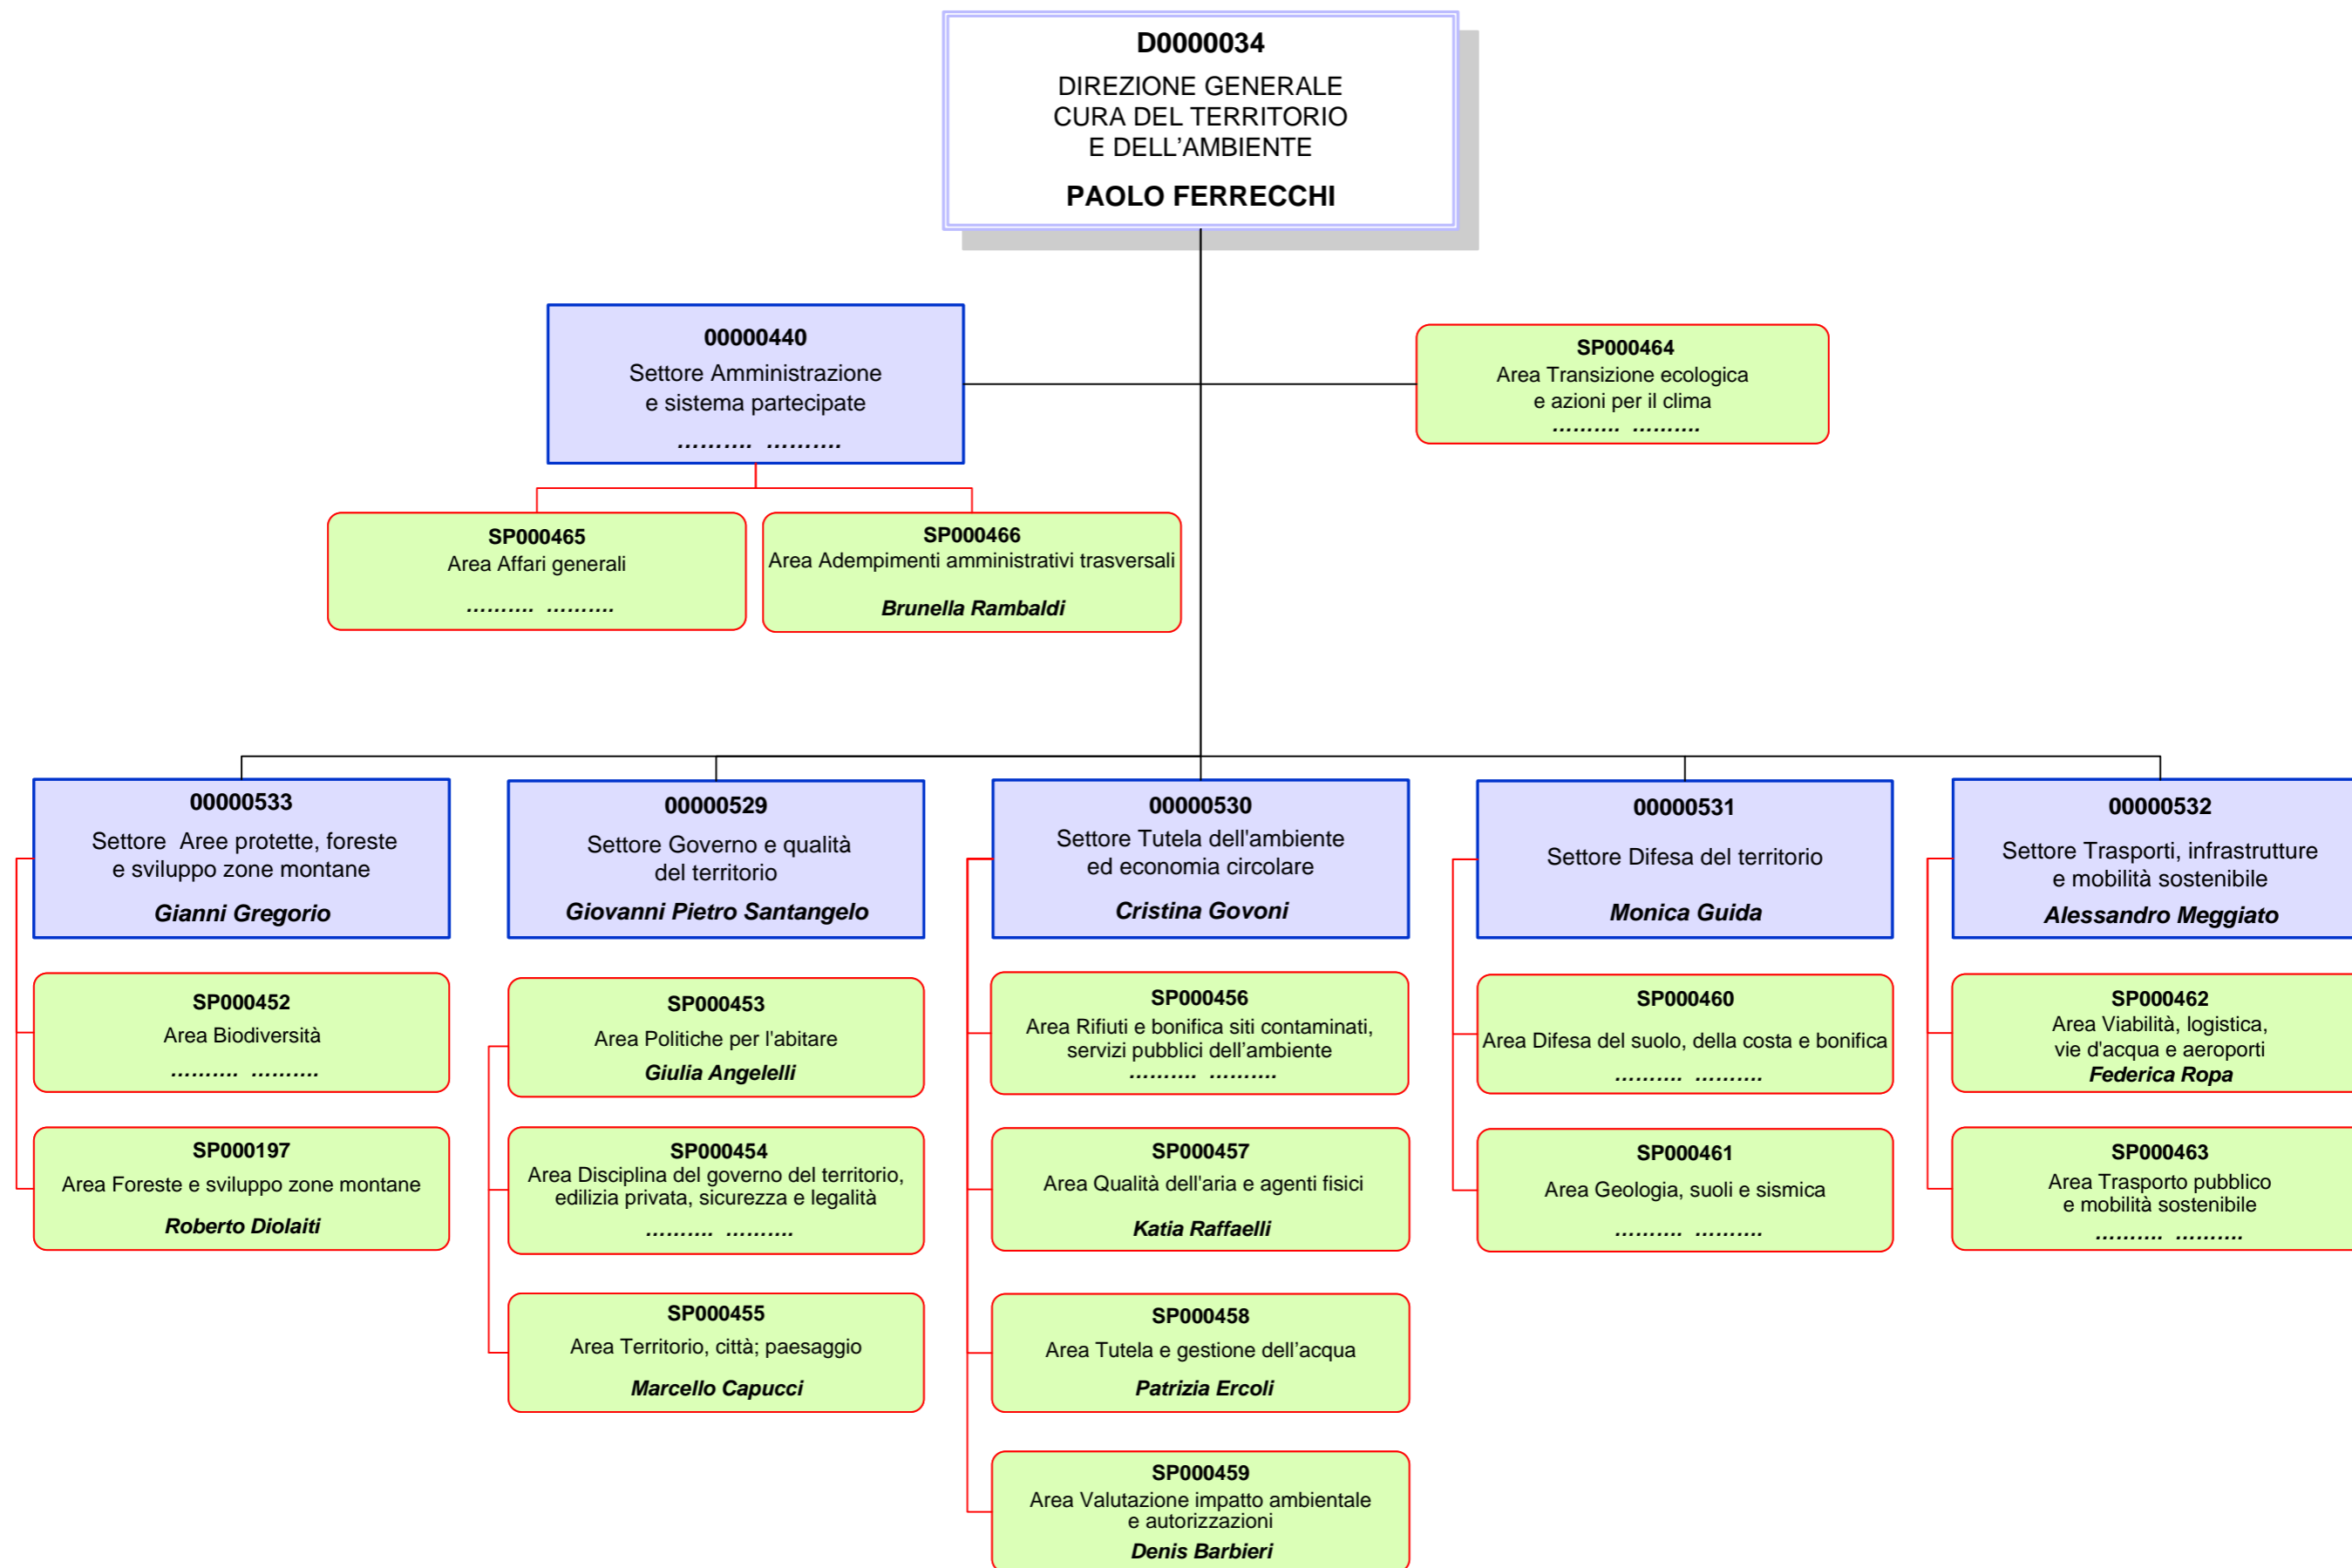 D0000034
DIREZIONE GENERALE
CURA DEL TERRITORIO
E DELL’AMBIENTE
PAOLO FERRECCHI
00000440
Settore Amministrazione
e sistema partecipate
………. ……….
SP000464
Area Transizione ecologica
e azioni per il clima
………. ……….
SP000465
Area Affari generali
………. ……….
SP000466
Area Adempimenti amministrativi trasversali
Brunella Rambaldi
00000533
Settore  Aree protette, foreste
e sviluppo zone montane
Gianni Gregorio
SP000452
Area Biodiversità
………. ……….
SP000197
Area Foreste e sviluppo zone montane
Roberto Diolaiti
00000529
Settore Governo e qualità
del territorio
Giovanni Pietro Santangelo
SP000453
Area Politiche per l'abitare
Giulia Angelelli
SP000454
Area Disciplina del governo del territorio,
edilizia privata, sicurezza e legalità
………. ……….
SP000455
Area Territorio, città; paesaggio
Marcello Capucci
00000530
Settore Tutela dell'ambiente
ed economia circolare
Cristina Govoni
SP000456
Area Rifiuti e bonifica siti contaminati,
servizi pubblici dell’ambiente
………. ……….
SP000457
Area Qualità dell'aria e agenti fisici
Katia Raffaelli
SP000458
Area Tutela e gestione dell’acqua
Patrizia Ercoli
SP000459
Area Valutazione impatto ambientale
e autorizzazioni
Denis Barbieri
00000531
Settore Difesa del territorio
Monica Guida
SP000460
Area Difesa del suolo, della costa e bonifica
………. ……….
SP000461
Area Geologia, suoli e sismica
………. ……….
00000532
Settore Trasporti, infrastrutture
e mobilità sostenibile
Alessandro Meggiato
SP000462
Area Viabilità, logistica,
vie d'acqua e aeroporti
Federica Ropa
SP000463
Area Trasporto pubblico
e mobilità sostenibile
………. ……….